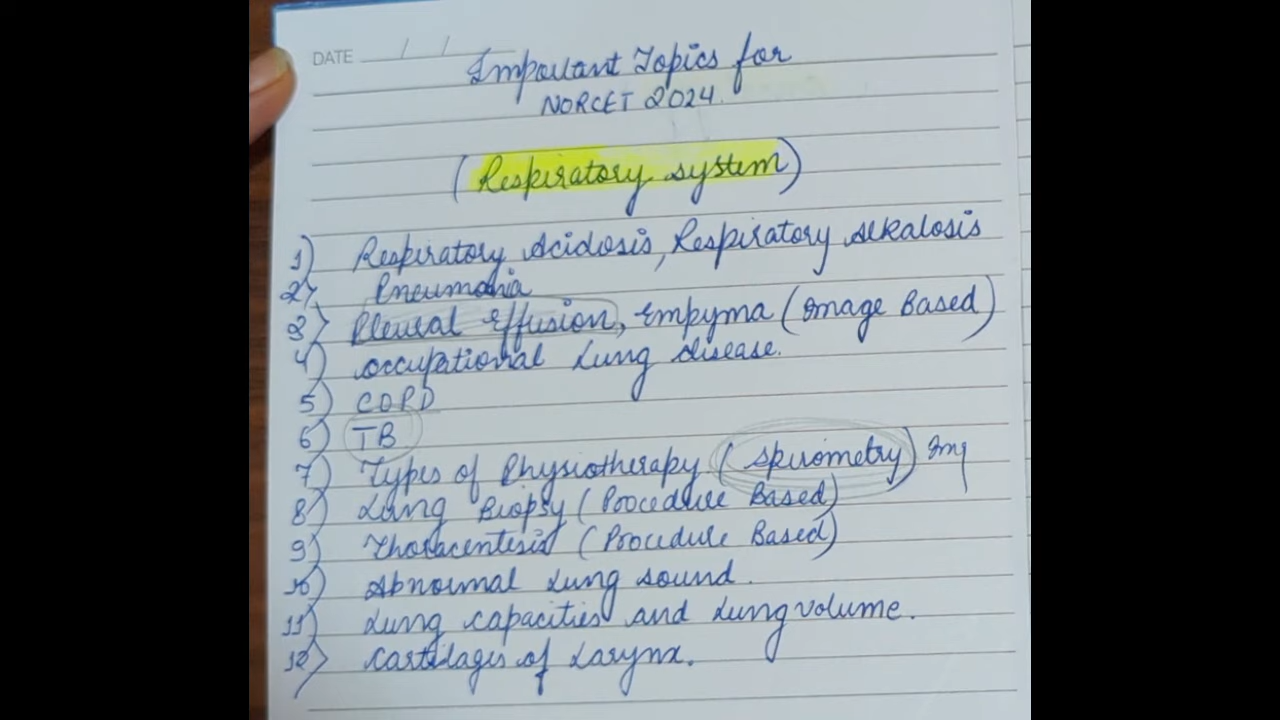 DATE / /
Important Topics for
NORCET 2024.
(Respiratory system)
1) Respiratory Acidosis, Respiratory Alkalosis
2) Pneumonia
3) Pleural Effusion, Empyma (Image Based)
4) Occupational Lung disease.
5) COPD
6) TB
7) Types of Physiotherapy (Spirometry) Img
8) Lung Biopsy (Procedure Based)
9) Thoracentesis (Procedure Based)
10) Abnormal Lung sound.
11) Lung capacities and Lung volume.
12) Cartilages of Larynx.